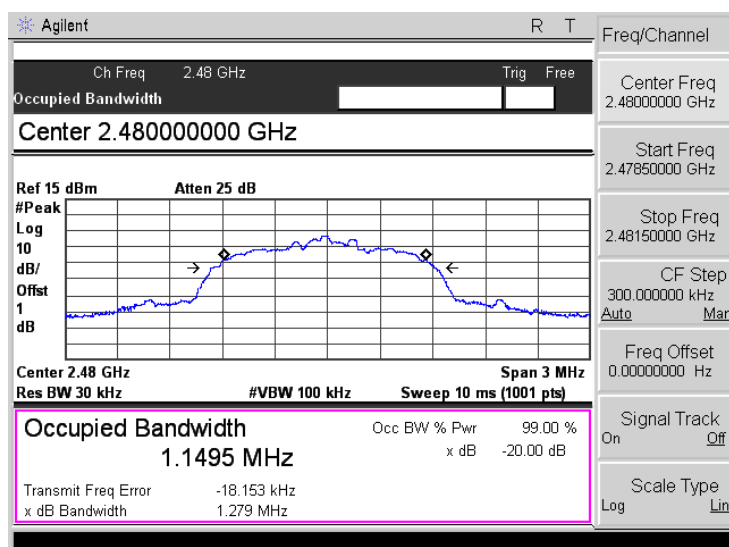 Agilent R T
Ch Freq 2.48 GHz Trig Free
Occupied Bandwidth
Center 2.480000000 GHz
Ref 15 dBm Atten 25 dB
#Peak
Log
10
dB/
Offst
1
dB
Center 2.48 GHz Span 3 MHz
Res BW 30 kHz #VBW 100 kHz Sweep 10 ms (1001 pts)
Occupied Bandwidth Occ BW % Pwr 99.00 %
1.1495 MHz x dB -20.00 dB
Transmit Freq Error -18.153 kHz
x dB Bandwidth 1.279 MHz
Freq/Channel
Center Freq
2.48000000 GHz
Start Freq
2.47850000 GHz
Stop Freq
2.48150000 GHz
CF Step
300.000000 kHz
Auto Man
Freq Offset
0.00000000 Hz
Signal Track
On Off
Scale Type
Log Lin